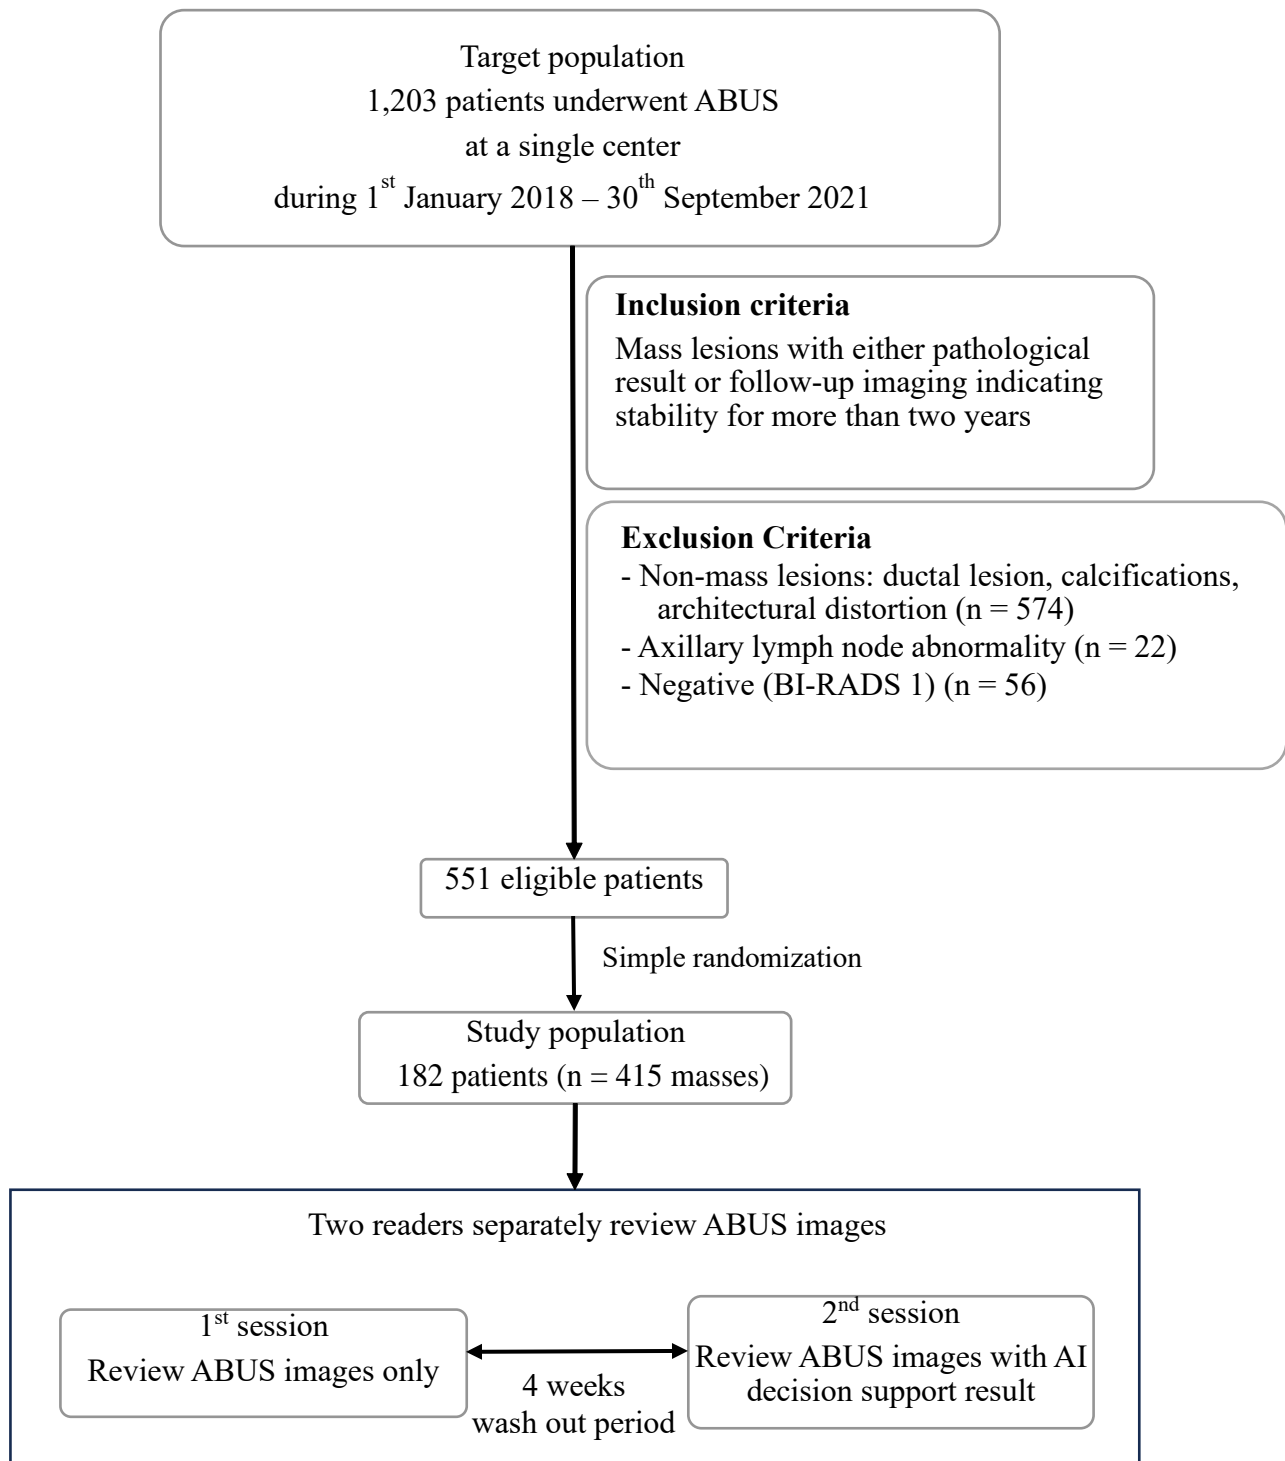 Target population
1,203 patients underwent ABUS
at a single center
during 1st January 2018 – 30th September 2021
Inclusion criteria
Mass lesions with either pathological
result or follow-up imaging indicating
stability for more than two years
Exclusion Criteria
- Non-mass lesions: ductal lesion, calcifications,
architectural distortion (n = 574)
- Axillary lymph node abnormality (n = 22)
- Negative (BI-RADS 1) (n = 56)
551 eligible patients
Simple randomization
Study population
182 patients (n = 415 masses)
Two readers separately review ABUS images
1st session
Review ABUS images only
4 weeks
wash out period
2nd session
Review ABUS images with AI
decision support result